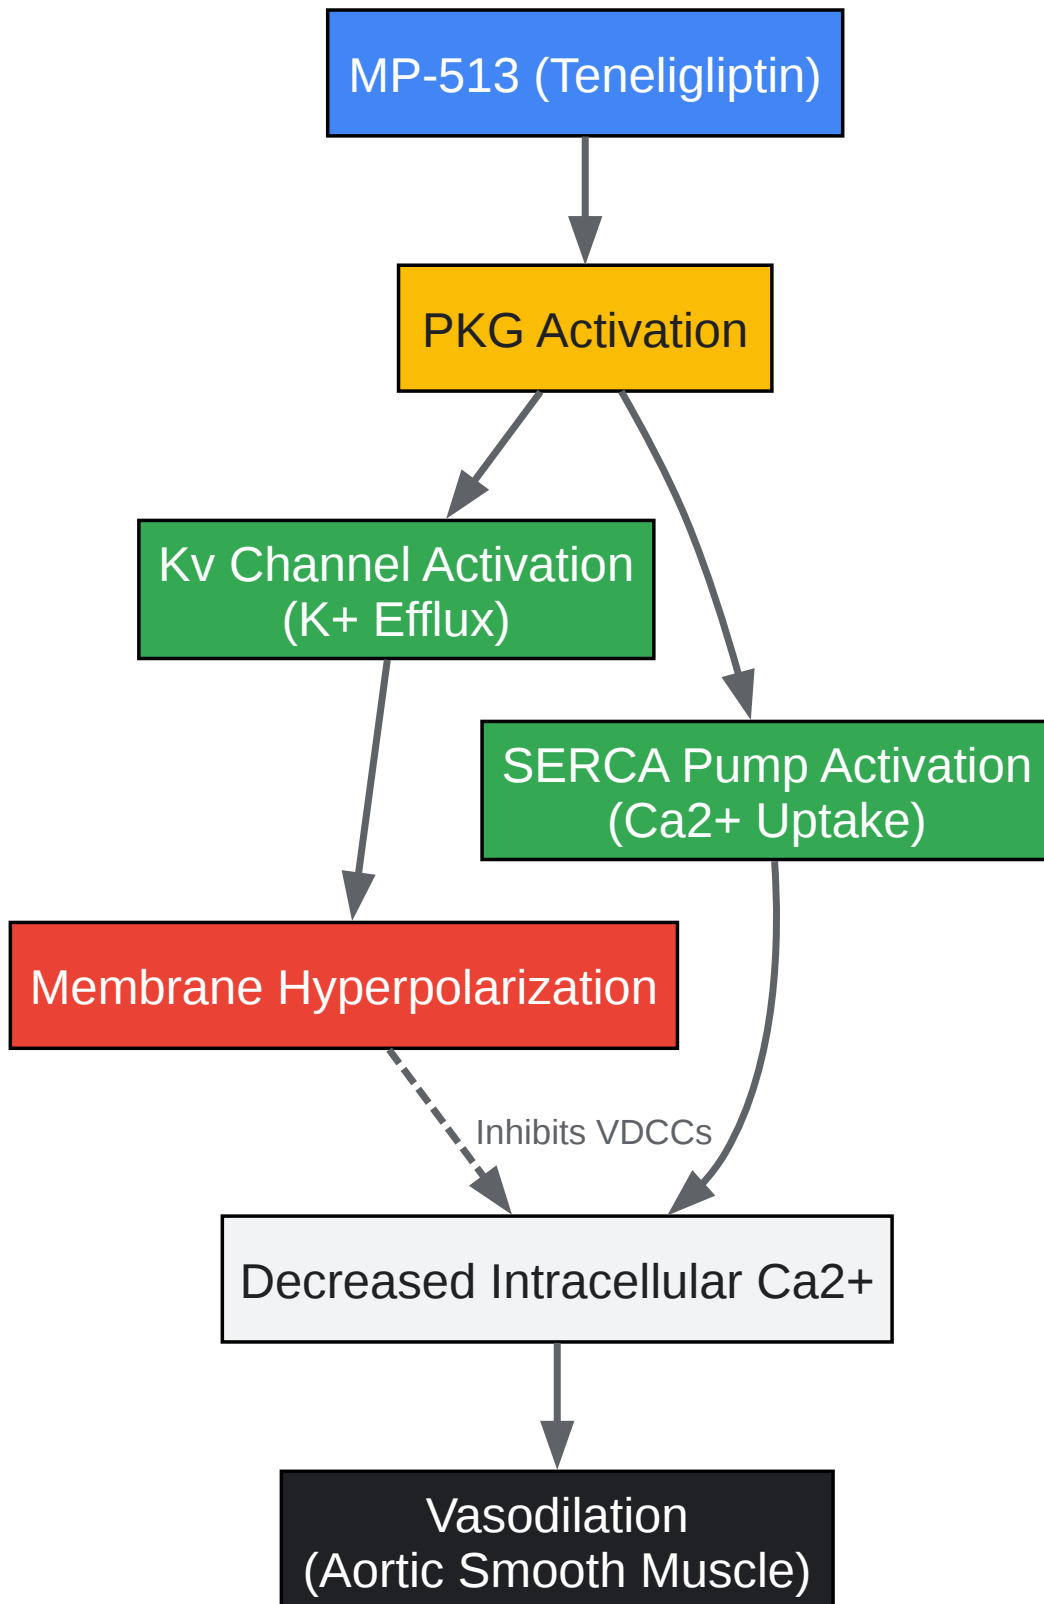 MP-513 (Teneligliptin)
PKG Activation
Kv Channel Activation
(K+ Efflux)
SERCA Pump Activation
(Ca2+ Uptake)
Membrane Hyperpolarization
Inhibits VDCCs
Decreased Intracellular Ca2+
Vasodilation
(Aortic Smooth Muscle)